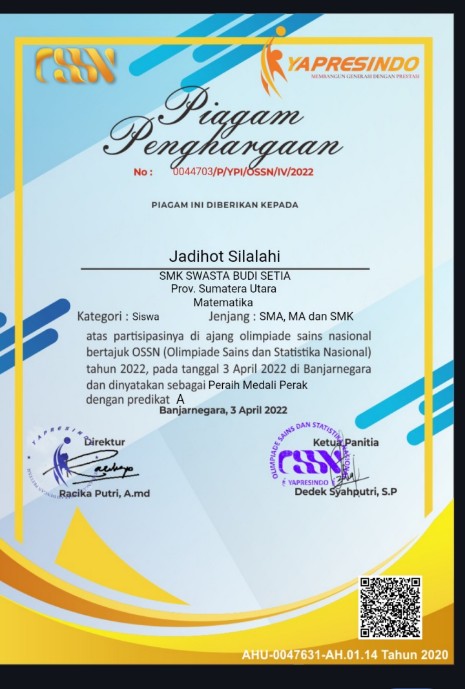 OSSN
YAPRESINDO
MEMBANGUN GENERASI DENGAN PRESTASI
Piagam
Penghargaan
No : 0044703/P/YPI/OSSN/IV/2022
PIAGAM INI DIBERIKAN KEPADA
Jadihot Silalahi
SMK SWASTA BUDI SETIA
Prov. Sumatera Utara
Matematika
Kategori : Siswa Jenjang : SMA, MA dan SMK
atas partisipasinya di ajang olimpiade sains nasional
bertajuk OSSN (Olimpiade Sains dan Statistika Nasional)
tahun 2022, pada tanggal 3 April 2022 di Banjarnegara
dan dinyatakan sebagai Peraih Medali Perak
dengan predikat A
Banjarnegara, 3 April 2022
Direktur Ketua Panitia
YAPRESINDO
OLIMPIADE SAINS DAN STATISTIKA
OSSN
YAPRESINDO
Racika Putri, A.md Dedek Syahputri, S.P
AHU-0047631-AH.01.14 Tahun 2020